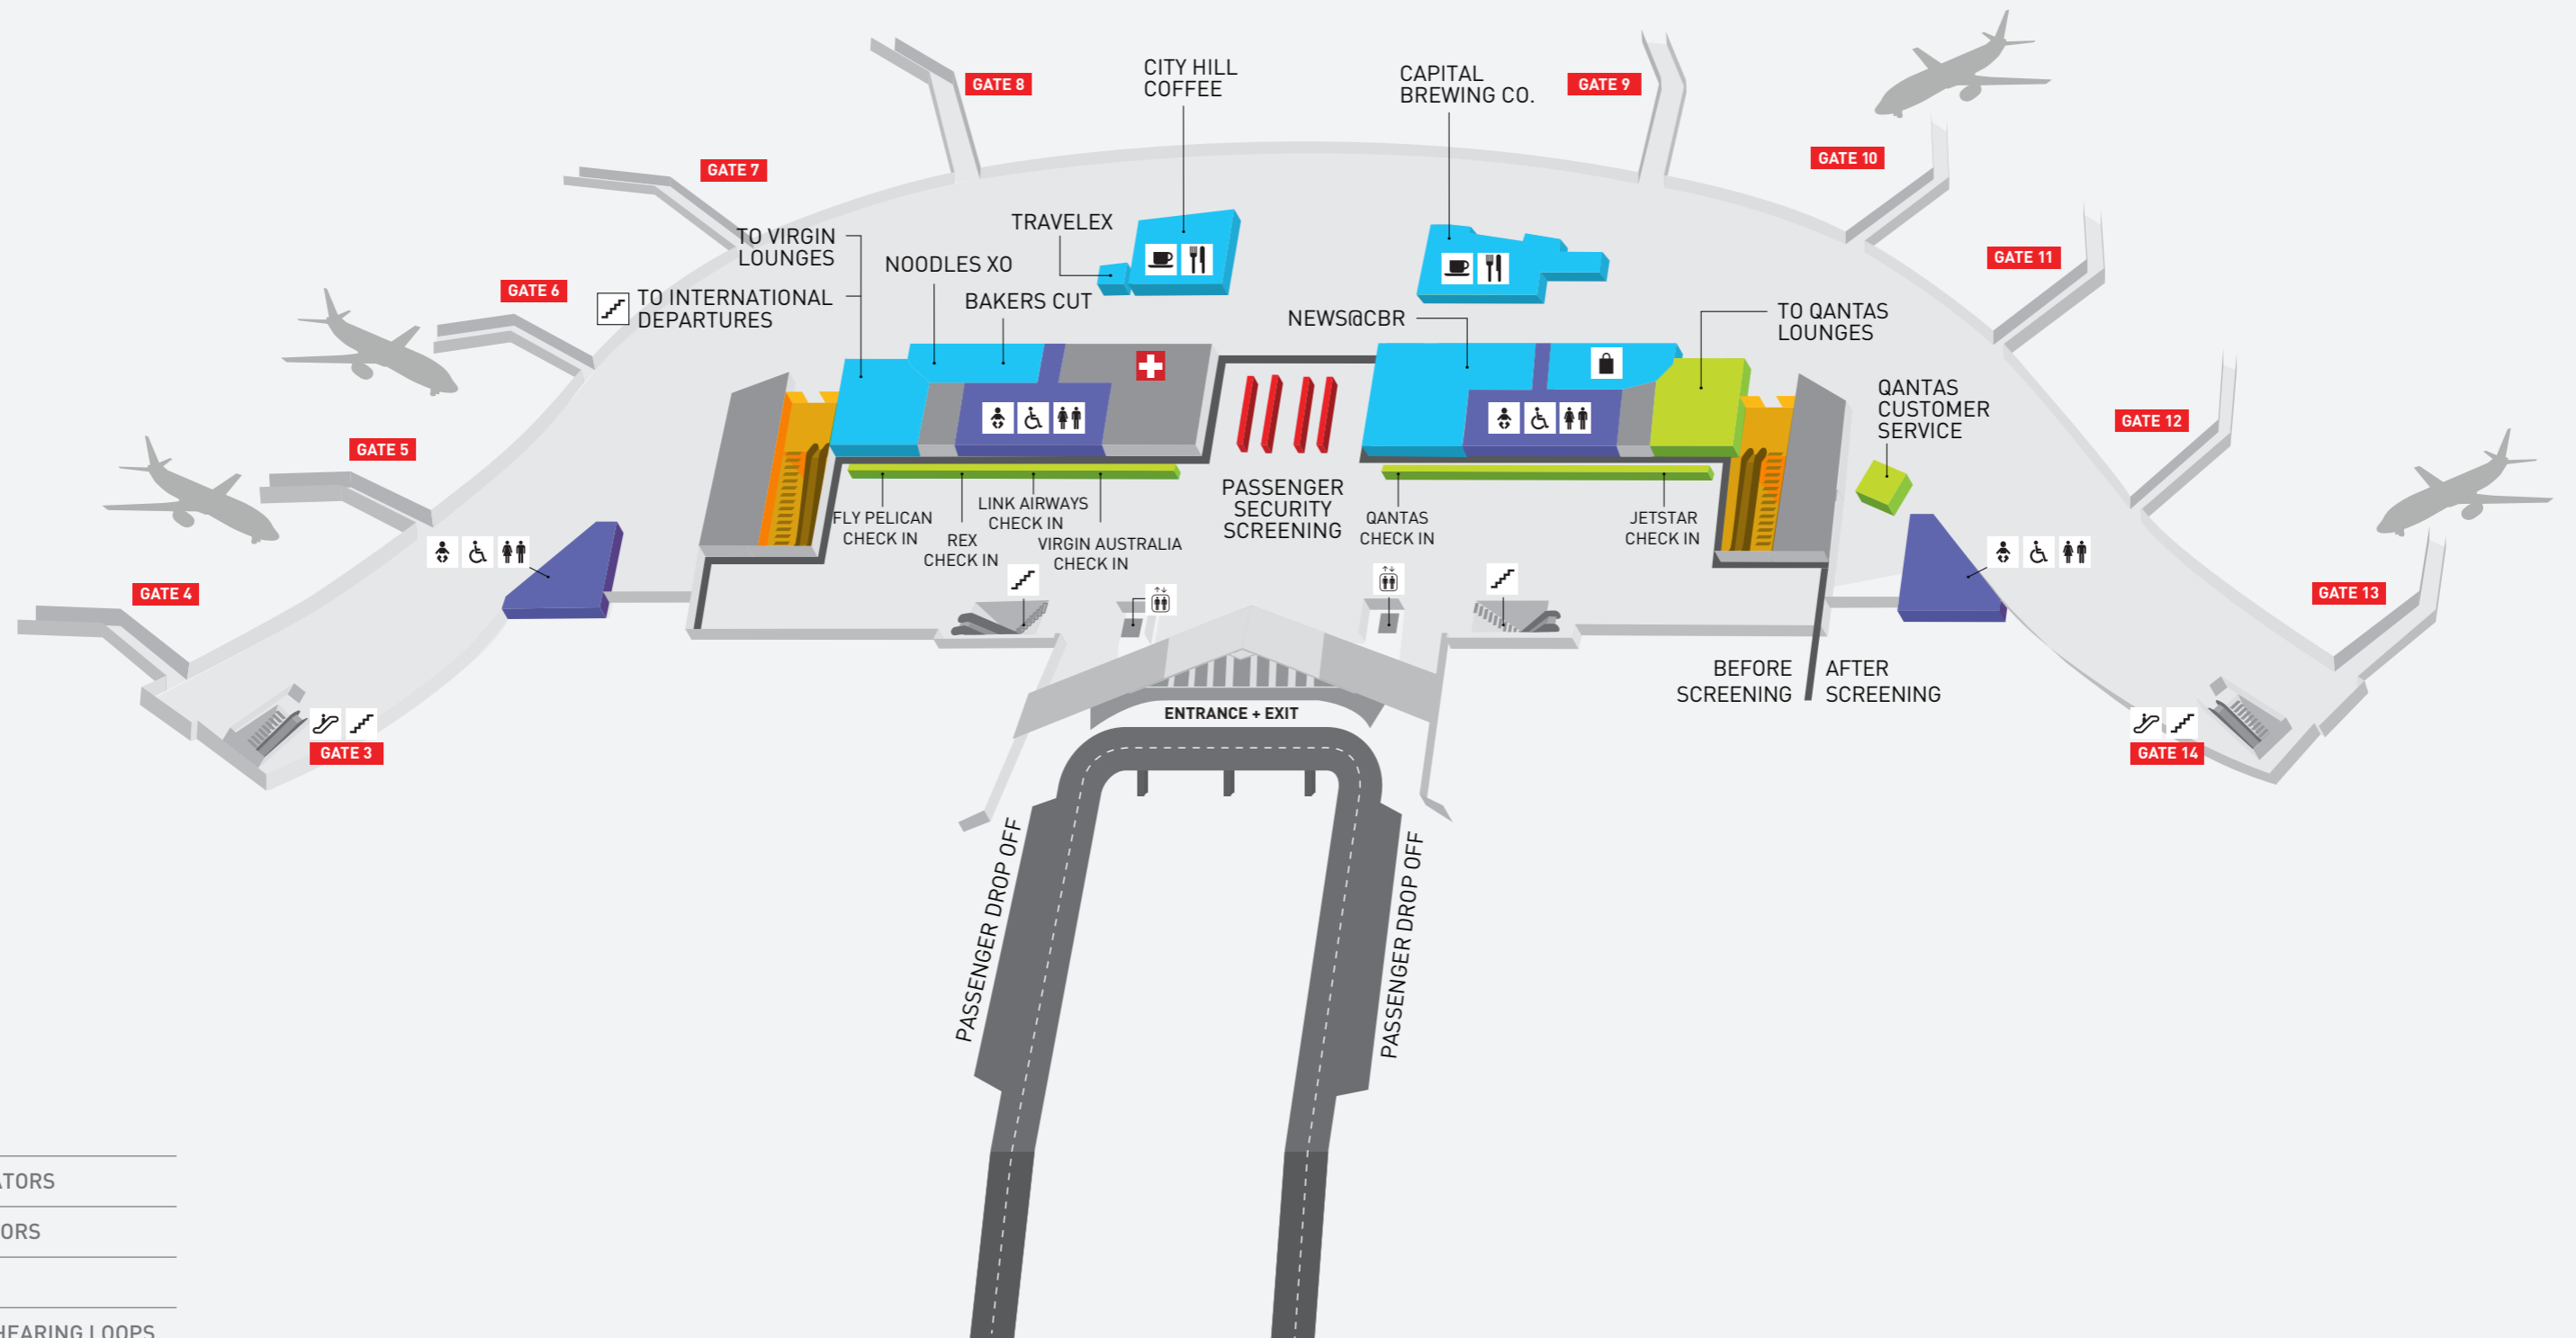 GATE 8
CITY HILL
COFFEE
CAPITAL
BREWING CO.
GATE 9
GATE 10
GATE 7
TO VIRGIN
LOUNGES
TRAVELEX
NOODLES XO
GATE 11
GATE 6
TO INTERNATIONAL
DEPARTURES
BAKERS CUT
NEWS@CBR
TO QANTAS
LOUNGES
QANTAS
CUSTOMER
SERVICE
GATE 12
GATE 5
FLY PELICAN
CHECK IN
REX
CHECK IN
LINK AIRWAYS
CHECK IN
VIRGIN AUSTRALIA
CHECK IN
PASSENGER
SECURITY
SCREENING
QANTAS
CHECK IN
JETSTAR
CHECK IN
GATE 4
GATE 13
BEFORE
SCREENING
AFTER
SCREENING
ENTRANCE + EXIT
GATE 3
GATE 14
PASSENGER DROP OFF
PASSENGER DROP OFF
HEARING LOOPS